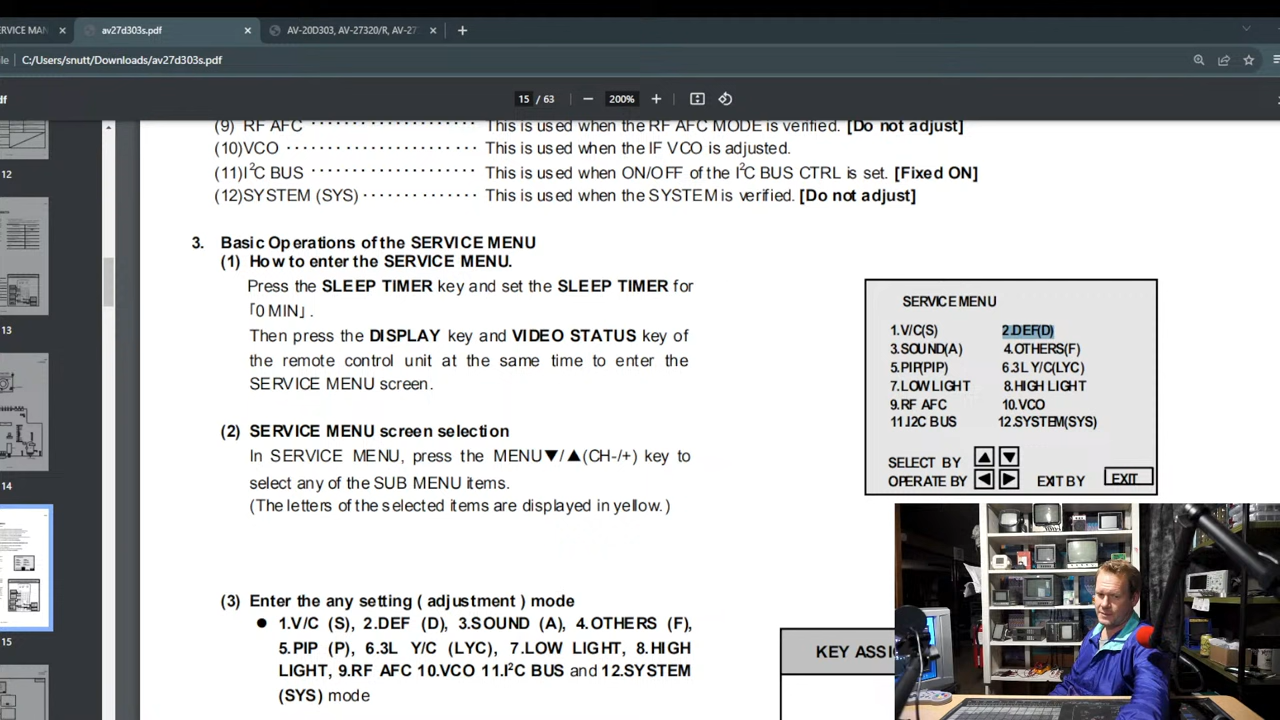 ERVICE MAN
av27d303s.pdf
AV-20D303, AV-27320/R, AV-27
le
C:/Users/snutt/Downloads/av27d303s.pdf
df
15 / 63
200%
(9) RF AFC This is used when the RF AFC MODE is verified. [Do not adjust)
(10)VCO This is used when the IF VCO is adjusted.
(11)I²C BUS This is used when ON/OFF of the I²C BUS CTRL is set. [Fixed ON]
(12)SYSTEM (SYS) This is used when the SYSTEM is verified. [Do not adjust]
12
13
14
15
3. Basic Operations of the SERVICE MENU
(1) How to enter the SERVICE MENU.
Press the SLEEP TIMER key and set the SLEEP TIMER for
「0 MIN」.
Then press the DISPLAY key and VIDEO STATUS key of
the remote control unit at the same time to enter the
SERVICE MENU screen.
(2) SERVICE MENU screen selection
In SERVICE MENU, press the MENU▼/▲(CH-/+) key to
select any of the SUB MENU items.
(The letters of the selected items are displayed in yellow.)
(3) Enter the any setting ( adjustment ) mode
● 1.V/C (S), 2.DEF (D), 3.SOUND (A), 4.OTHERS (F),
5.PIP (P), 6.3L Y/C (LYC), 7.LOW LIGHT, 8.HIGH
LIGHT, 9.RF AFC 10.VCO 11.I²C BUS and 12.SYSTEM
(SYS) mode
SERVICE MENU
1.V/C(S) 2.DEF(D)
3.SOUND(A) 4.OTHERS(F)
5.PIP(PIP) 6.3L Y/C(LYC)
7.LOW LIGHT 8.HIGH LIGHT
9.RF AFC 10.VCO
11.I2C BUS 12.SYSTEM(SYS)
SELECT BY ▲ ▼
OPERATE BY ◀ ▶ EXIT BY EXIT
KEY ASSI